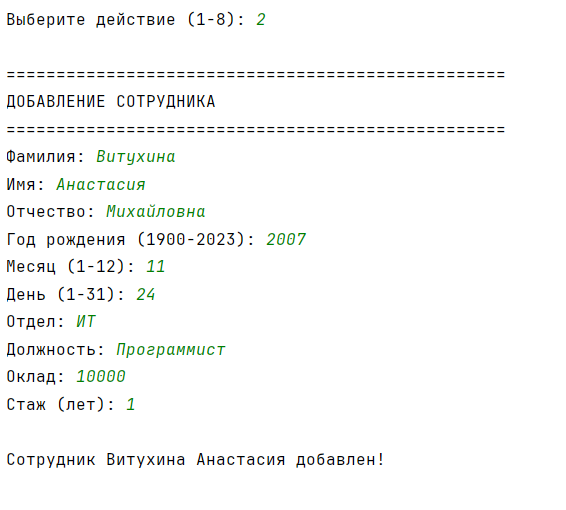 Выберите действие (1-8): 2
==================================================
ДОБАВЛЕНИЕ СОТРУДНИКА
==================================================
Фамилия: Витухина
Имя: Анастасия
Отчество: Михайловна
Год рождения (1900-2023): 2007
Месяц (1-12): 11
День (1-31): 24
Отдел: ИТ
Должность: Программист
Оклад: 10000
Стаж (лет): 1
Сотрудник Витухина Анастасия добавлен!